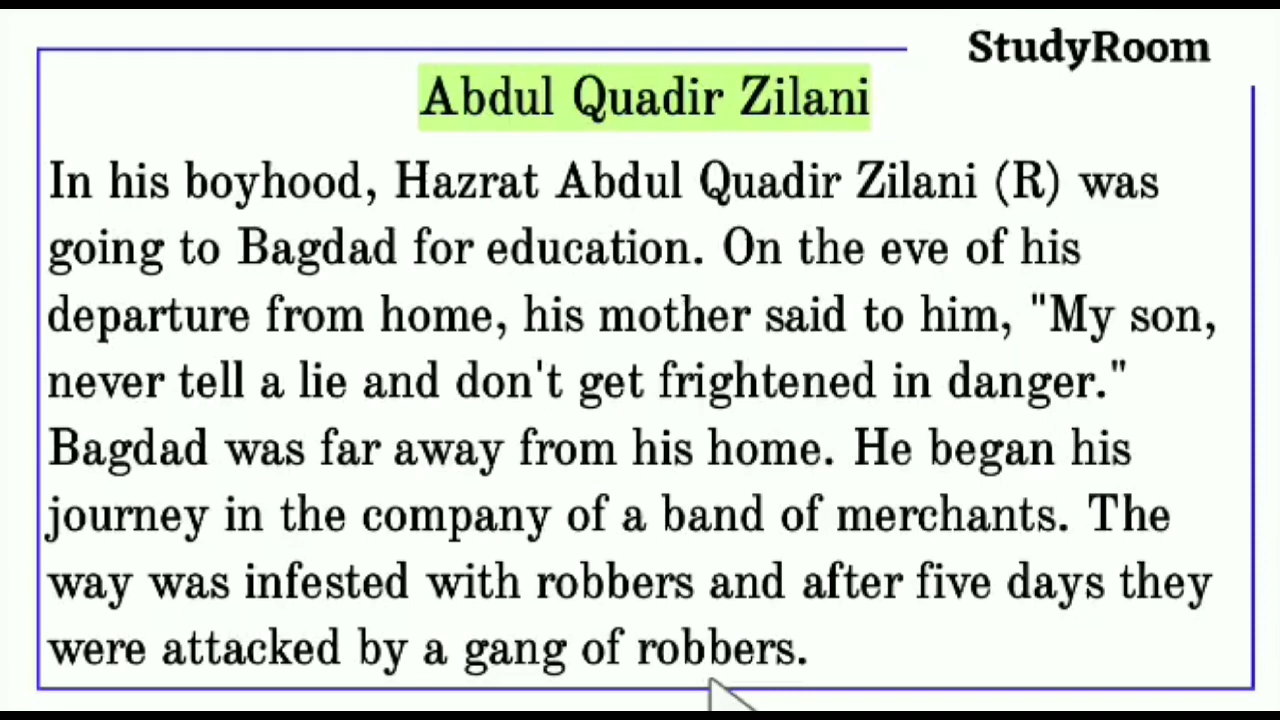 StudyRoom
Abdul Quadir Zilani
In his boyhood, Hazrat Abdul Quadir Zilani (R) was
going to Bagdad for education. On the eve of his
departure from home, his mother said to him, "My son,
never tell a lie and don't get frightened in danger."
Bagdad was far away from his home. He began his
journey in the company of a band of merchants. The
way was infested with robbers and after five days they
were attacked by a gang of robbers.